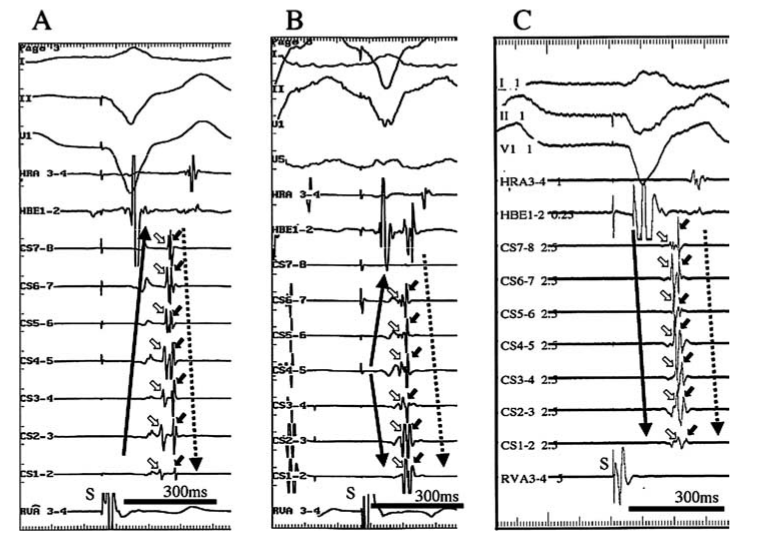 A
Page 3
I
II
V1
HRA 3-4
HBE1-2
CS7-8
CS6-7
CS5-6
CS4-5
CS3-4
CS2-3
CS1-2
S
300ms
RVA 3-4
B
I
II
V1
V5
HRA 3-4
HBE1-2
CS7-8
CS6-7
CS5-6
CS4-5
CS3-4
CS2-3
CS1-2
S
300ms
RVA 3-4
C
I 1
II 1
V1 1
HRA3-4 1
HBE1-2 0.25
CS7-8 2.5
CS6-7 2.5
CS5-6 2.5
CS4-5 2.5
CS3-4 2.5
CS2-3 2.5
CS1-2 2.5
S
RVA3-4 5
300ms